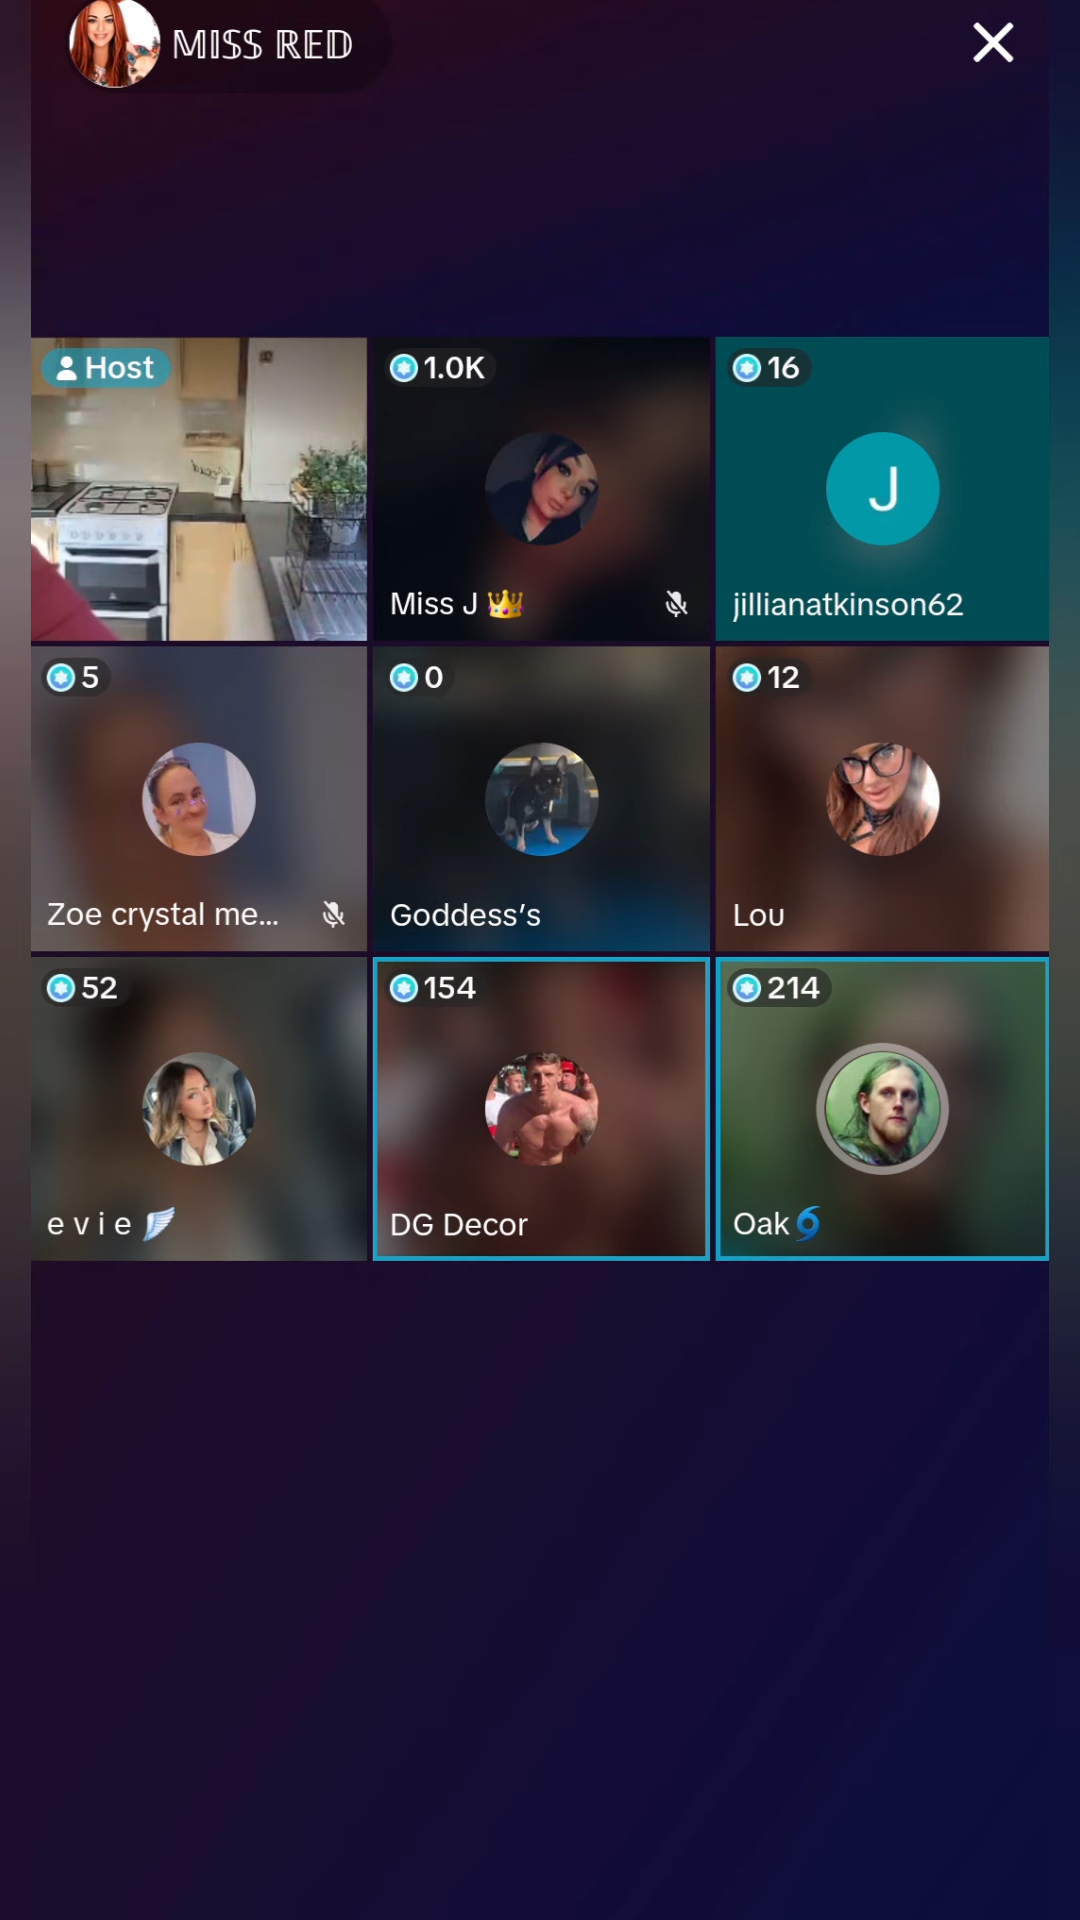 𝕄𝕀𝕊𝕊 ℝ𝔼𝔻
Host
1.0K
16
Miss J 👑
J
jillianatkinson62
5
0
12
Zoe crystal me...
Goddess’s
Lou
52
154
214
e v i e 🪽
DG Decor
Oak🌀